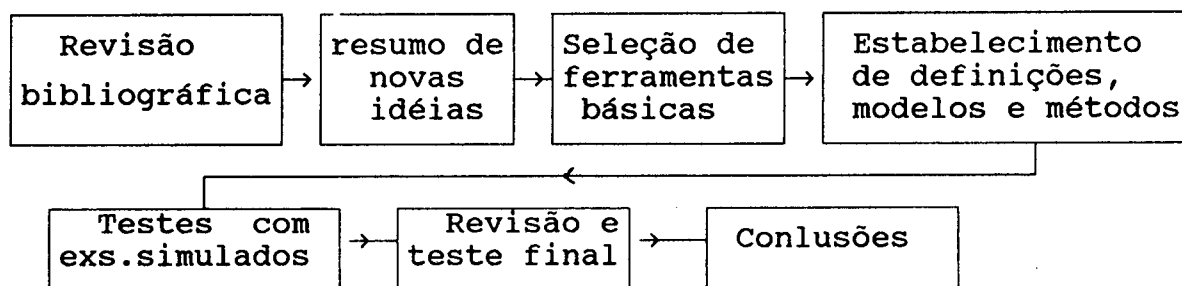 Revisão
bibliográfica
resumo de
novas
idéias
Seleção de
ferramentas
básicas
Estabelecimento
de definições,
modelos e métodos
Testes com
exs.simulados
Revisão e
teste final
Conlusões